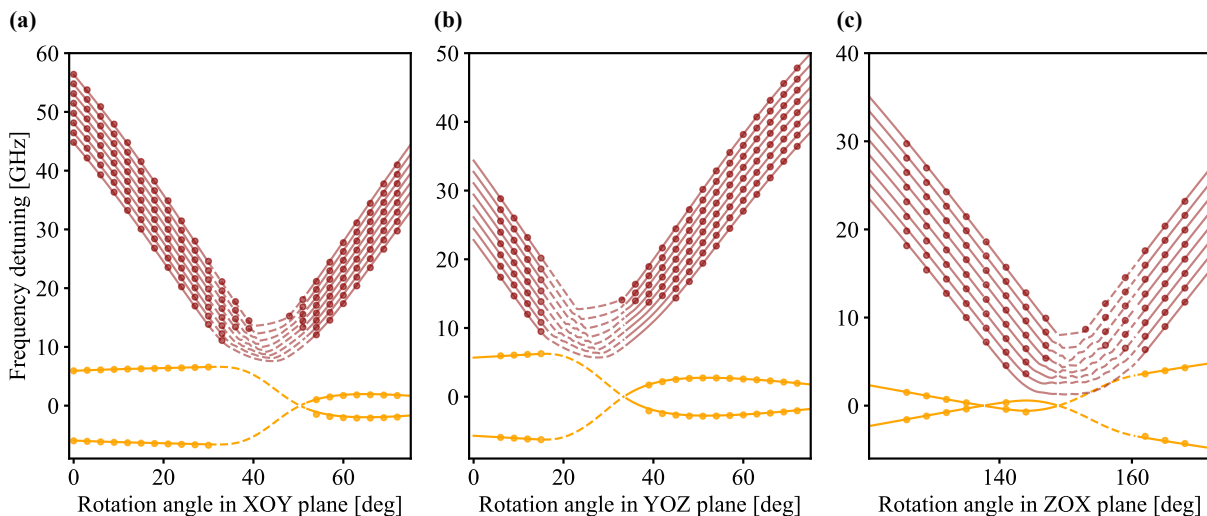 (a) (b) (c)
Frequency detuning [GHz]
60
50
40
30
20
10
0
0 20 40 60
Rotation angle in XOY plane [deg]
50
40
30
20
10
0
0 20 40 60
Rotation angle in YOZ plane [deg]
40
30
20
10
0
140 160
Rotation angle in ZOX plane [deg]